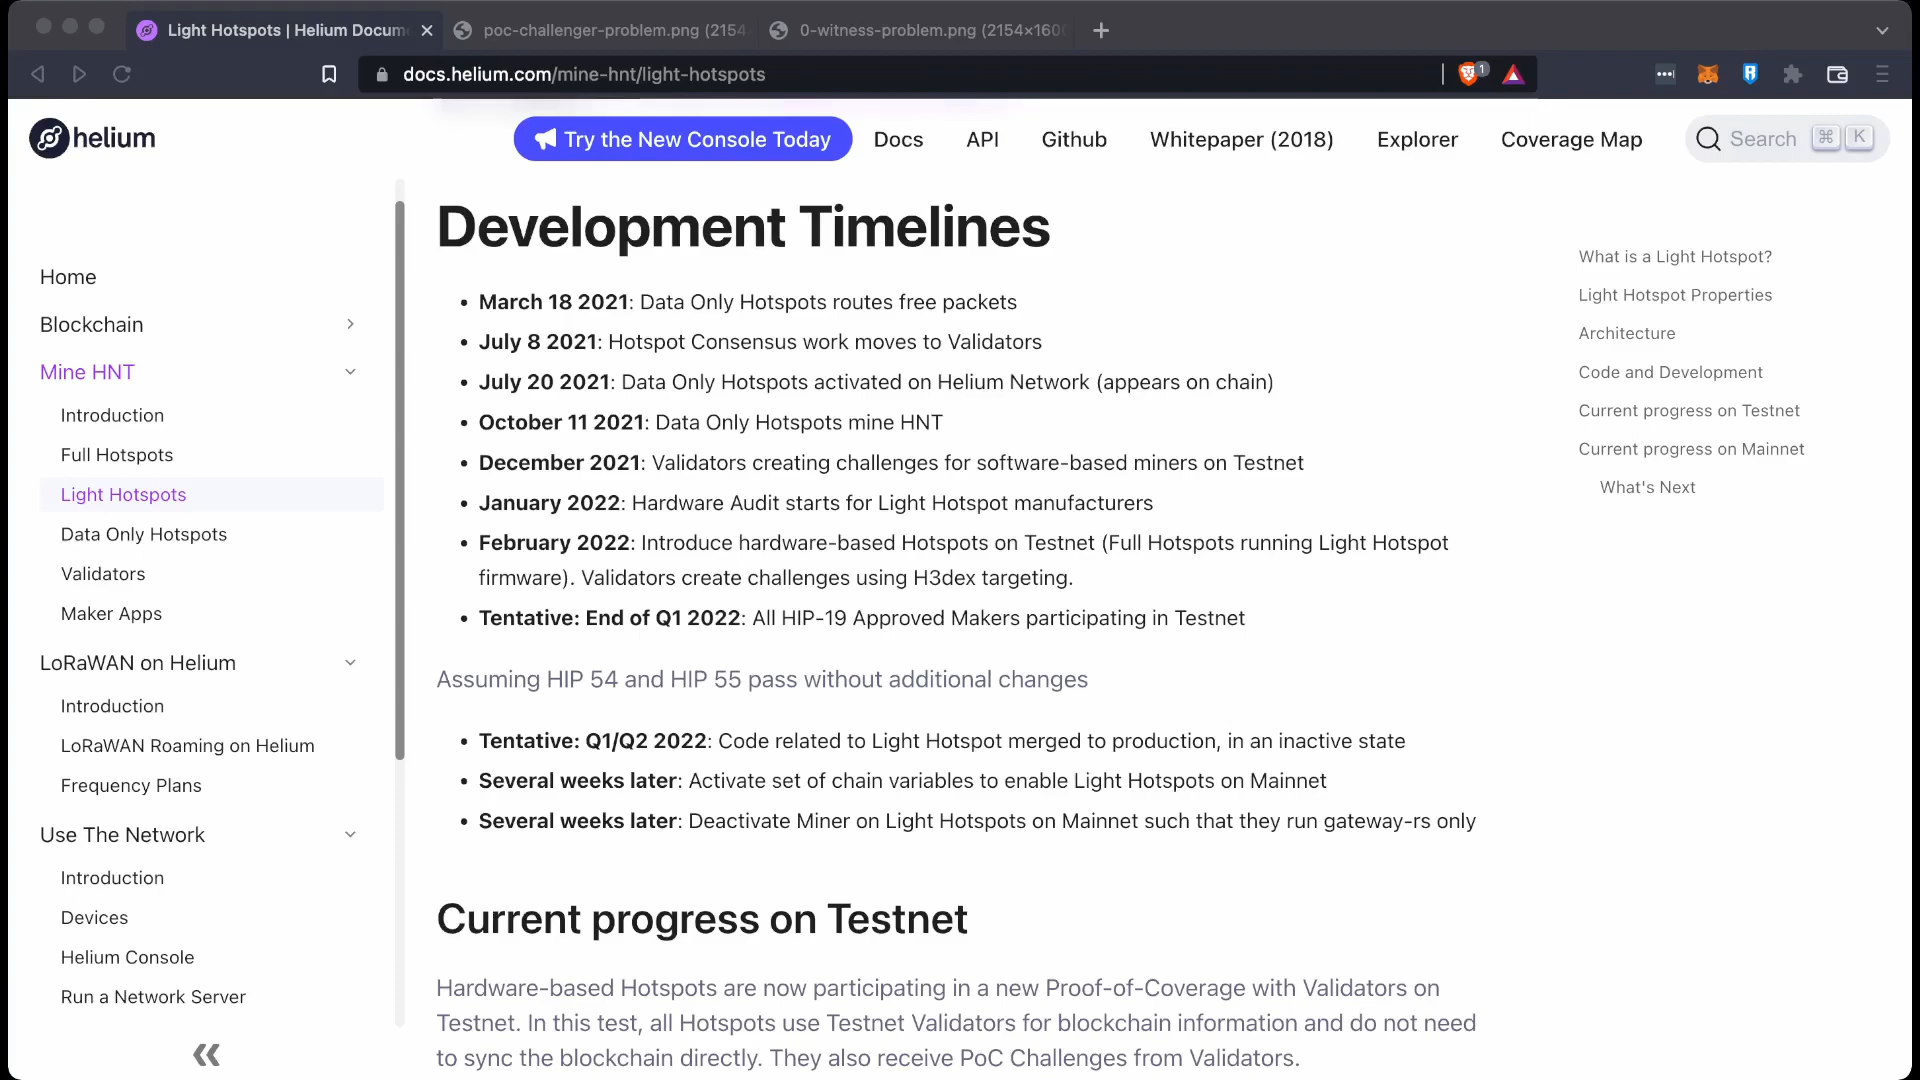 Light Hotspots | Helium Docum
poc-challenger-problem.png (2154
0-witness-problem.png (2154×160
docs.helium.com/mine-hnt/light-hotspots
1
helium
Try the New Console Today
Docs
API
Github
Whitepaper (2018)
Explorer
Coverage Map
Search ⌘ K
Home
Blockchain
Mine HNT
Introduction
Full Hotspots
Light Hotspots
Data Only Hotspots
Validators
Maker Apps
LoRaWAN on Helium
Introduction
LoRaWAN Roaming on Helium
Frequency Plans
Use The Network
Introduction
Devices
Helium Console
Run a Network Server
Development Timelines
• March 18 2021: Data Only Hotspots routes free packets
• July 8 2021: Hotspot Consensus work moves to Validators
• July 20 2021: Data Only Hotspots activated on Helium Network (appears on chain)
• October 11 2021: Data Only Hotspots mine HNT
• December 2021: Validators creating challenges for software-based miners on Testnet
• January 2022: Hardware Audit starts for Light Hotspot manufacturers
• February 2022: Introduce hardware-based Hotspots on Testnet (Full Hotspots running Light Hotspot
firmware). Validators create challenges using H3dex targeting.
• Tentative: End of Q1 2022: All HIP-19 Approved Makers participating in Testnet
Assuming HIP 54 and HIP 55 pass without additional changes
• Tentative: Q1/Q2 2022: Code related to Light Hotspot merged to production, in an inactive state
• Several weeks later: Activate set of chain variables to enable Light Hotspots on Mainnet
• Several weeks later: Deactivate Miner on Light Hotspots on Mainnet such that they run gateway-rs only
Current progress on Testnet
Hardware-based Hotspots are now participating in a new Proof-of-Coverage with Validators on
Testnet. In this test, all Hotspots use Testnet Validators for blockchain information and do not need
to sync the blockchain directly. They also receive PoC Challenges from Validators.
What is a Light Hotspot?
Light Hotspot Properties
Architecture
Code and Development
Current progress on Testnet
Current progress on Mainnet
What's Next